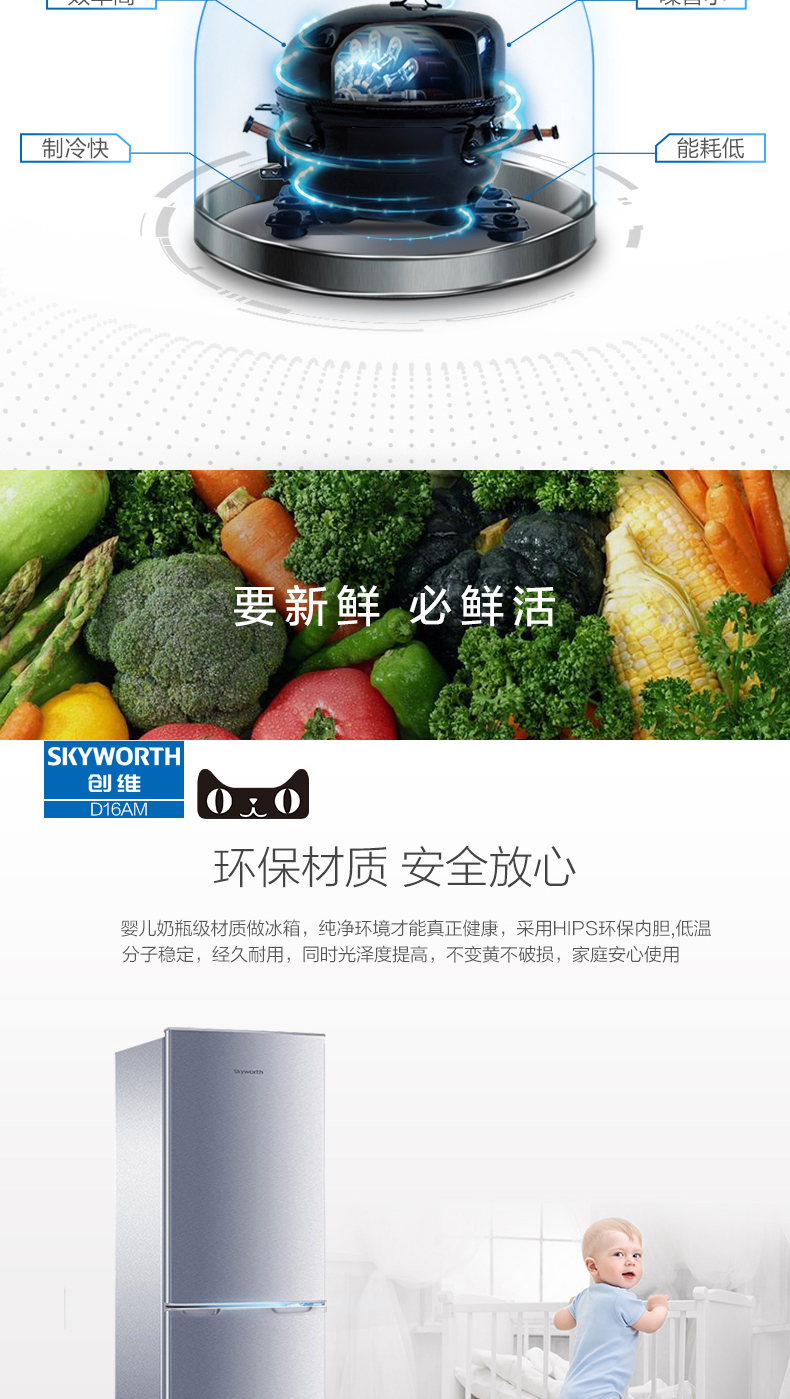 制冷快
能耗低
要新鲜 必鲜活
SKYWORTH
创维
D16AM
环保材质 安全放心
婴儿奶瓶级材质做冰箱，纯净环境才能真正健康，采用HIPS环保内胆,低温
分子稳定，经久耐用，同时光泽度提高，不变黄不破损，家庭安心使用
Skyworth